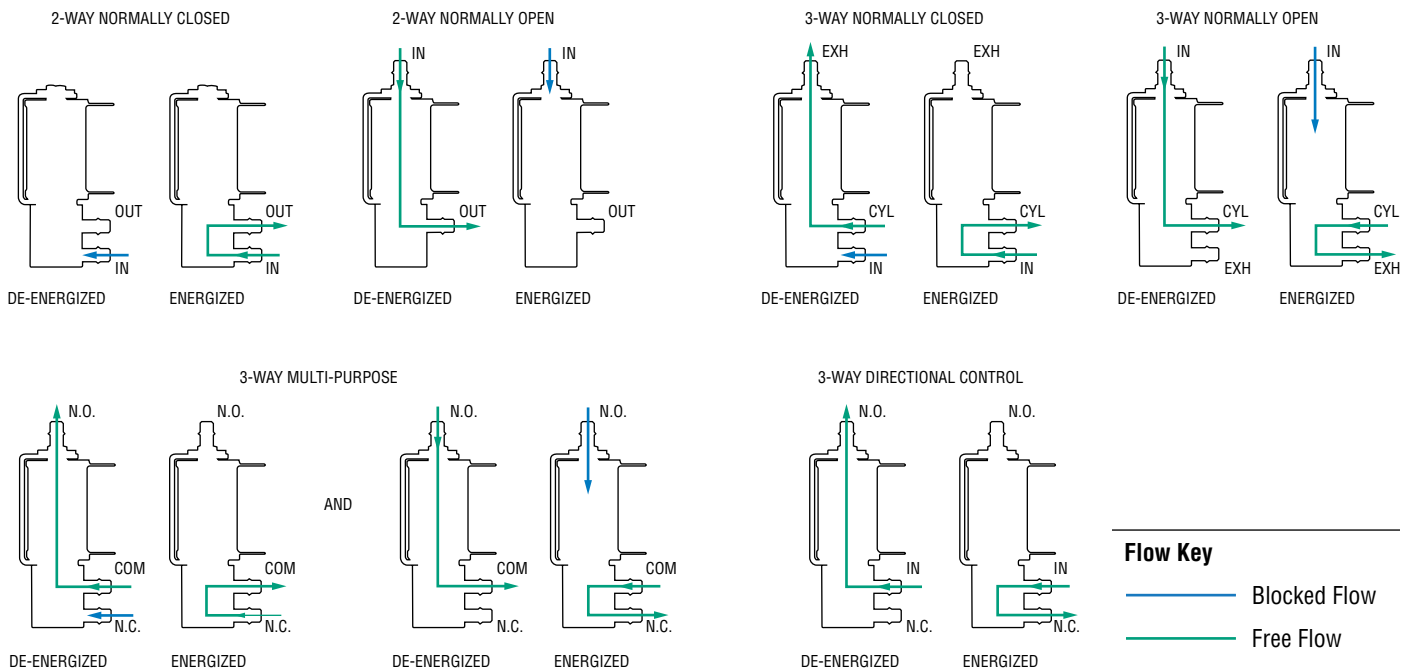 2-WAY NORMALLY CLOSED
2-WAY NORMALLY OPEN
3-WAY NORMALLY CLOSED
3-WAY NORMALLY OPEN
IN
IN
EXH
EXH
IN
IN
OUT
OUT
OUT
OUT
CYL
CYL
CYL
CYL
IN
IN
IN
IN
EXH
EXH
DE-ENERGIZED
ENERGIZED
DE-ENERGIZED
ENERGIZED
DE-ENERGIZED
ENERGIZED
DE-ENERGIZED
ENERGIZED
3-WAY MULTI-PURPOSE
3-WAY DIRECTIONAL CONTROL
N.O.
N.O.
N.O.
N.O.
N.O.
N.O.
AND
COM
COM
COM
COM
IN
IN
N.C.
N.C.
N.C.
N.C.
N.C.
N.C.
DE-ENERGIZED
ENERGIZED
DE-ENERGIZED
ENERGIZED
DE-ENERGIZED
ENERGIZED
Flow Key
Blocked Flow
Free Flow